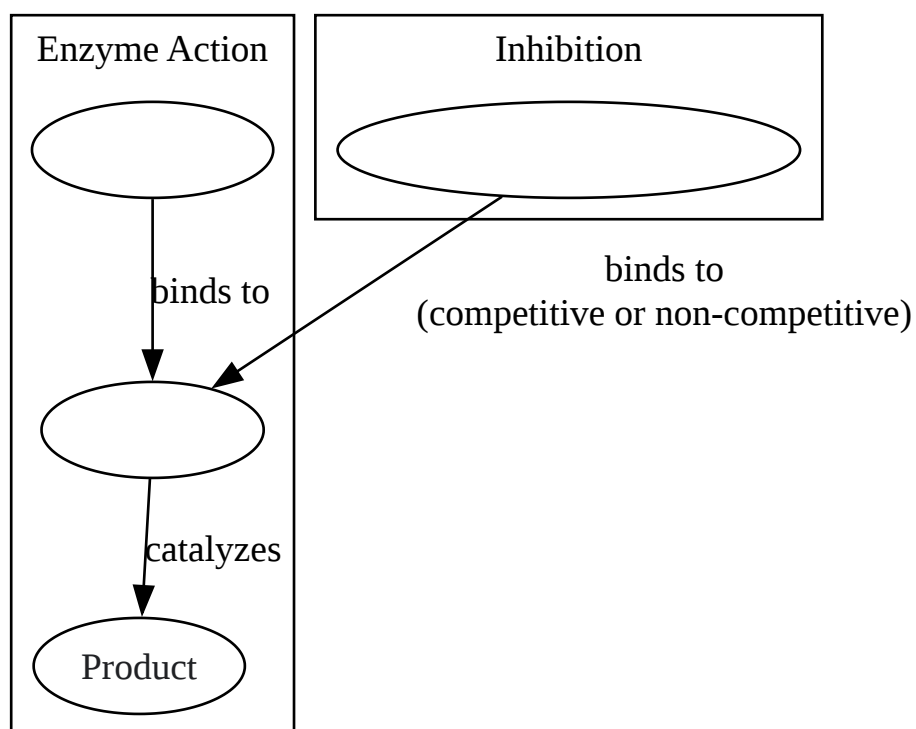 Enzyme Action
Inhibition
binds to
binds to
(competitive or non-competitive)
catalyzes
Product